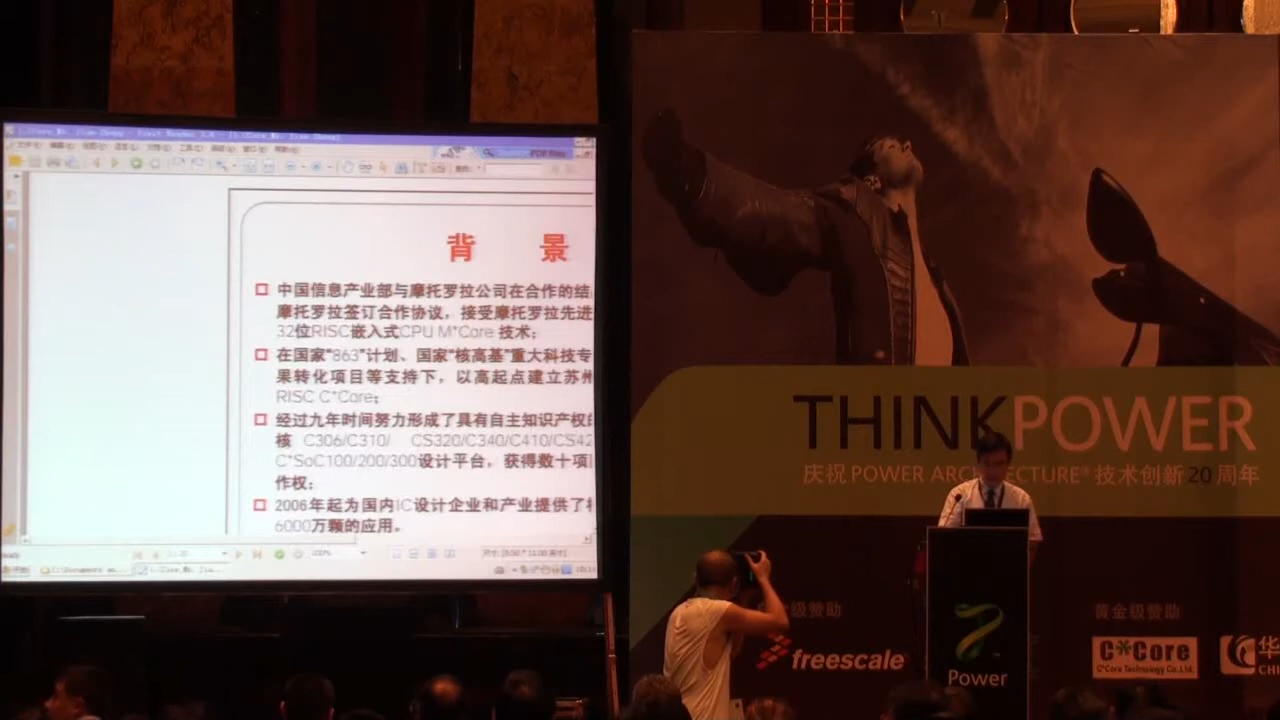 背 景
中国信息产业部与摩托罗拉公司在合作的结
摩托罗拉签订合作协议，接受摩托罗拉先进
32位RISC嵌入式CPU M*Core 技术;
在国家"863"计划、国家"核高基"重大科技专
果转化项目等支持下，以高起点建立苏州
RISC C*Core;
经过九年时间努力形成了具有自主知识产权的
核 C306/C310/ CS320/C340/C410/CS42
C*SoC100/200/300设计平台，获得数十项
作权;
2006年起为国内IC设计企业和产业提供了
6000万颗的应用。
THINKPOWER
庆祝 POWER ARCHITECTURE® 技术创新 20 周年
级赞助
freescale
Power
黄金级赞助
C*Core
C*Core Technology Co.Ltd.
华
CHI